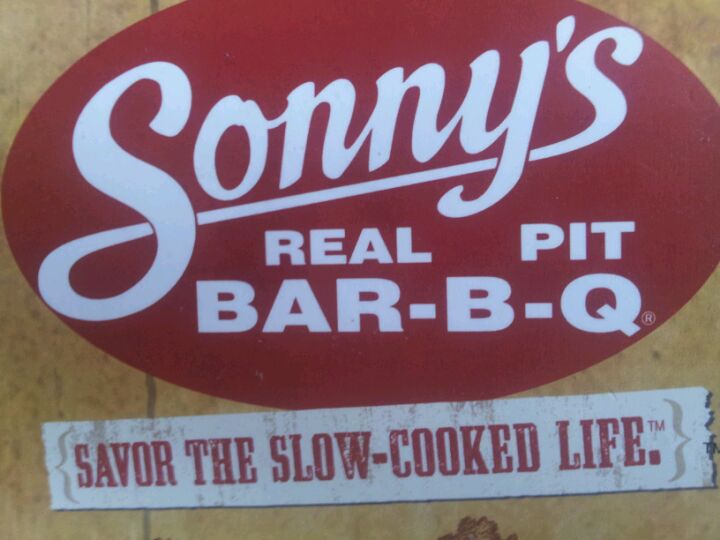 Sonny's
REAL PIT
BAR-B-Q®
{SAVOR THE SLOW-COOKED LIFE.™}